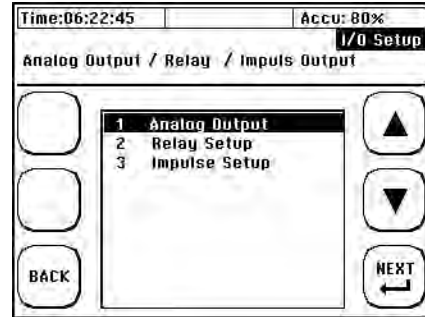 Time:06:22:45 Accu: 80%
I/O Setup
Analog Output / Relay / Impuls Output
1 Analog Output
2 Relay Setup
3 Impulse Setup
BACK
NEXT